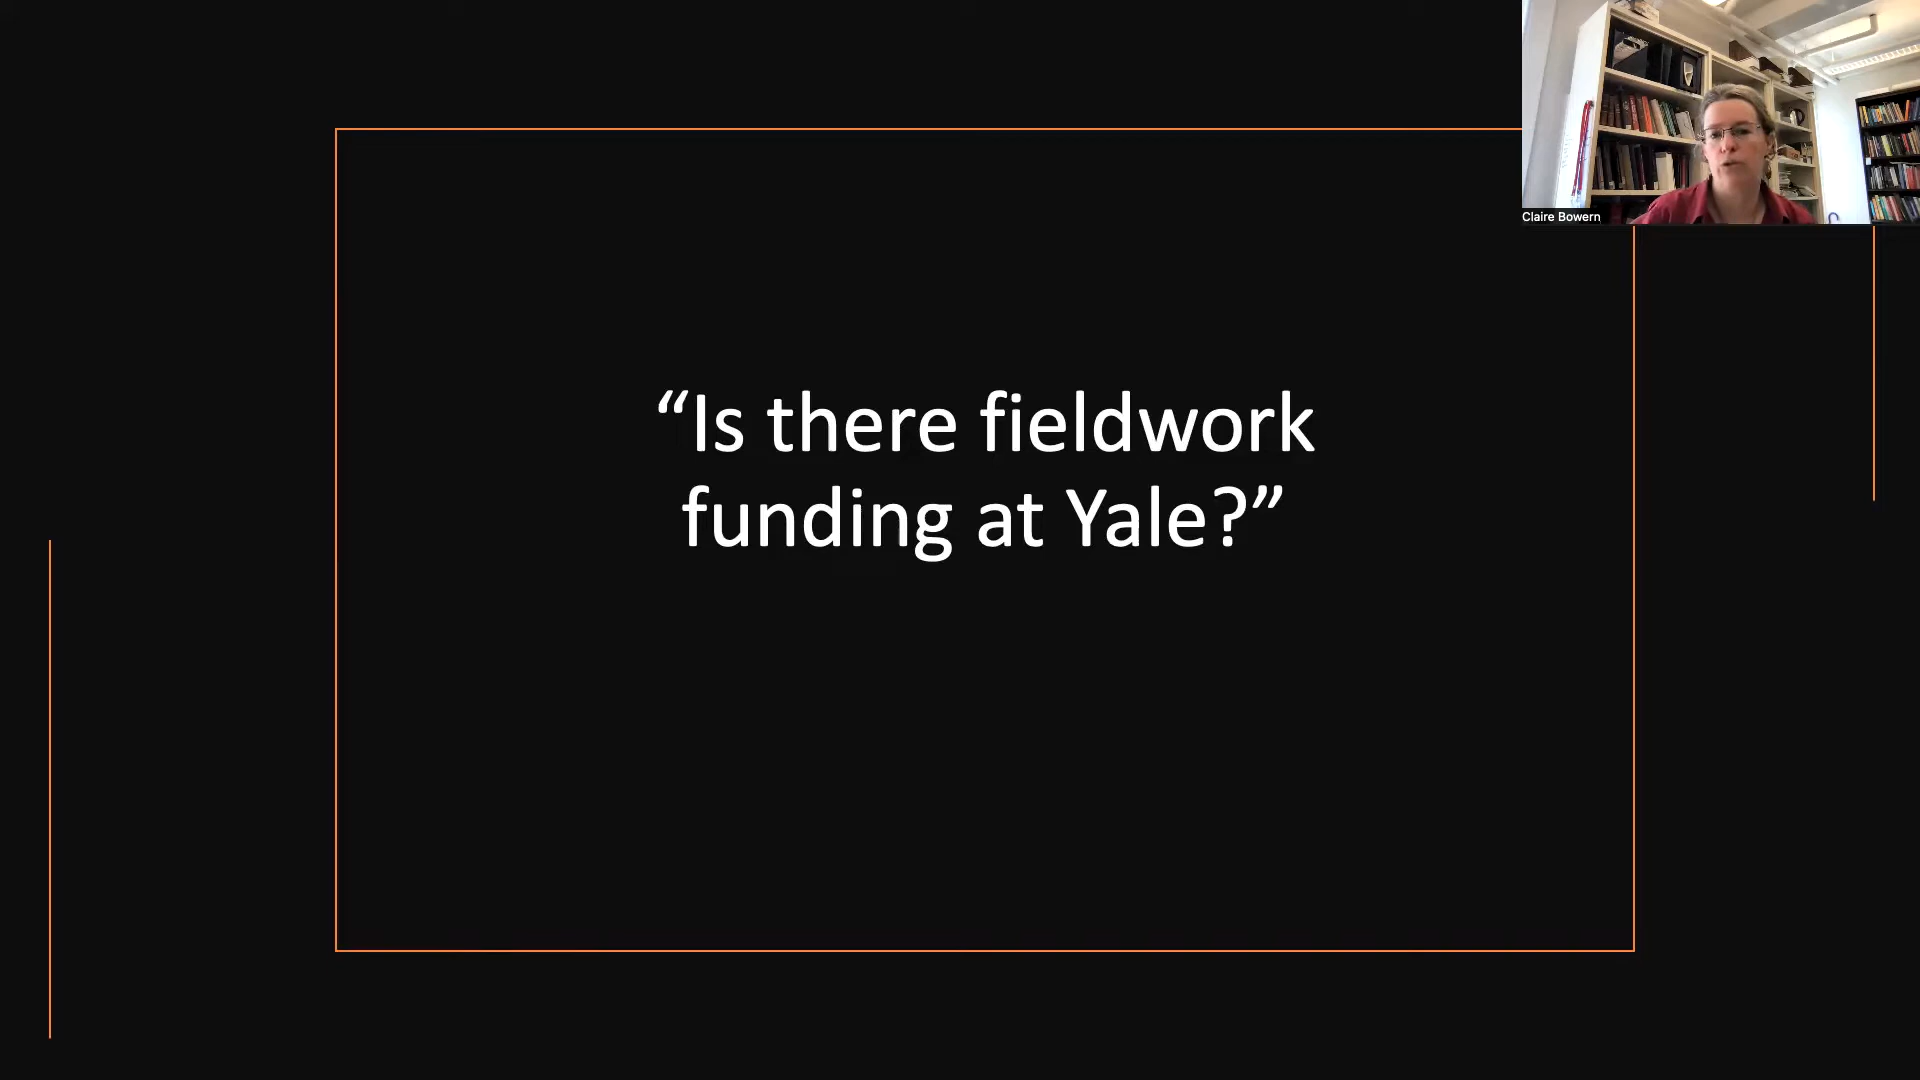 Claire Bowern
“Is there fieldwork
funding at Yale?”